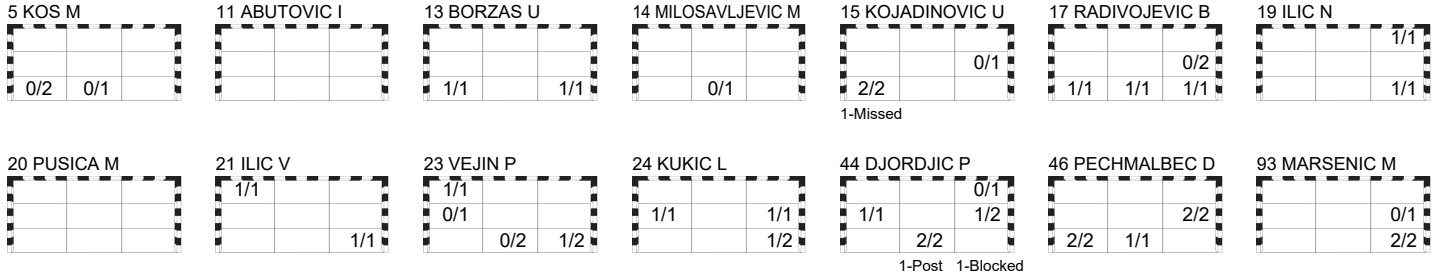 5 KOS M 11 ABUTOVIC I 13 BORZAS U 14 MILOSAVLJEVIC M 15 KOJADINOVIC U 17 RADIVOJEVIC B 19 ILIC N
1/1
0/1 0/2
0/2 0/1 1/1 1/1 0/1 2/2 1/1 1/1 1/1 1/1
1-Missed
20 PUSICA M 21 ILIC V 23 VEJIN P 24 KUKIC L 44 DJORDJIC P 46 PECHMALBEC D 93 MARSENIC M
1/1 1/1 0/1
0/1 1/1 1/1 1/1 1/2 2/2 0/1
1/1 0/2 1/2 1/2 2/2 2/2 1/1 2/2
1-Post 1-Blocked